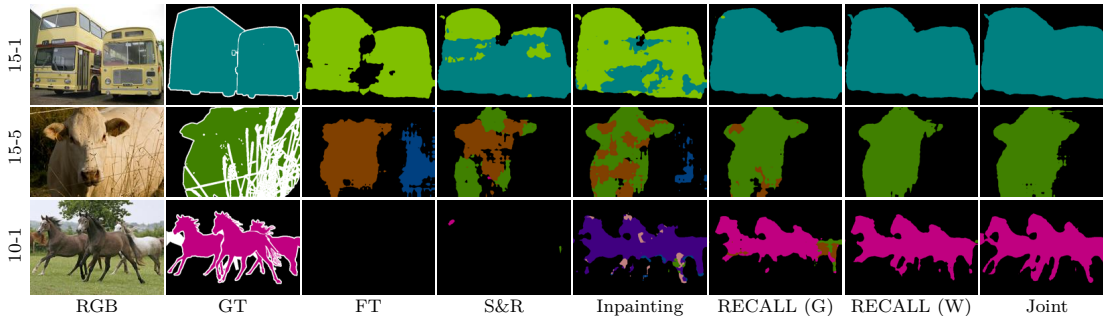 15-1
15-5
10-1
RGB GT FT S&R Inpainting RECALL (G) RECALL (W) Joint